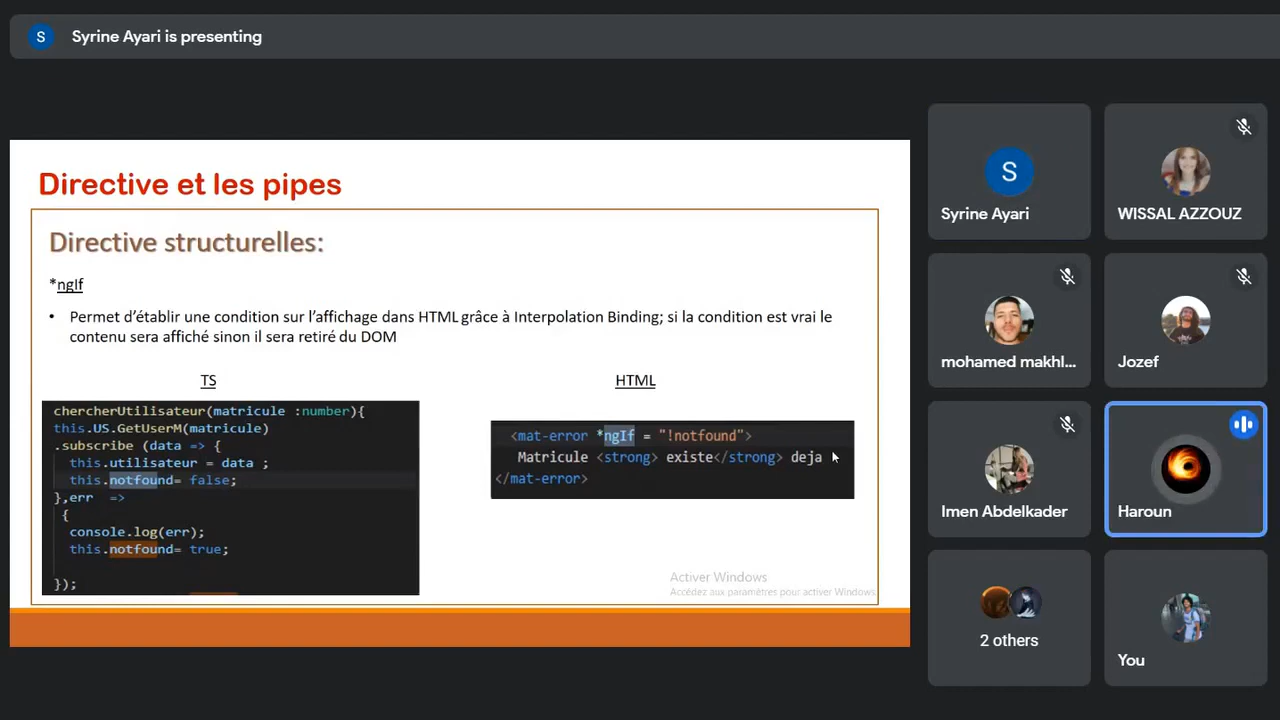 S Syrine Ayari is presenting
Directive et les pipes
Directive structurelles:
*ngIf
• Permet d'établir une condition sur l'affichage dans HTML grâce à Interpolation Binding; si la condition est vrai le
contenu sera affiché sinon il sera retiré du DOM
TS
chercherUtilisateur(matricule :number){
this.US.GetUserM(matricule)
.subscribe (data => {
this.utilisateur = data ;
this.notfound= false;
},err =>
{
console.log(err);
this.notfound= true;
});
HTML
<mat-error *ngIf = "!notfound">
Matricule <strong> existe</strong> deja
</mat-error>
Activer Windows
Accédez aux paramètres pour activer Windows.
S
Syrine Ayari
WISSAL AZZOUZ
mohamed makhl...
Jozef
Imen Abdelkader
Haroun
2 others
You